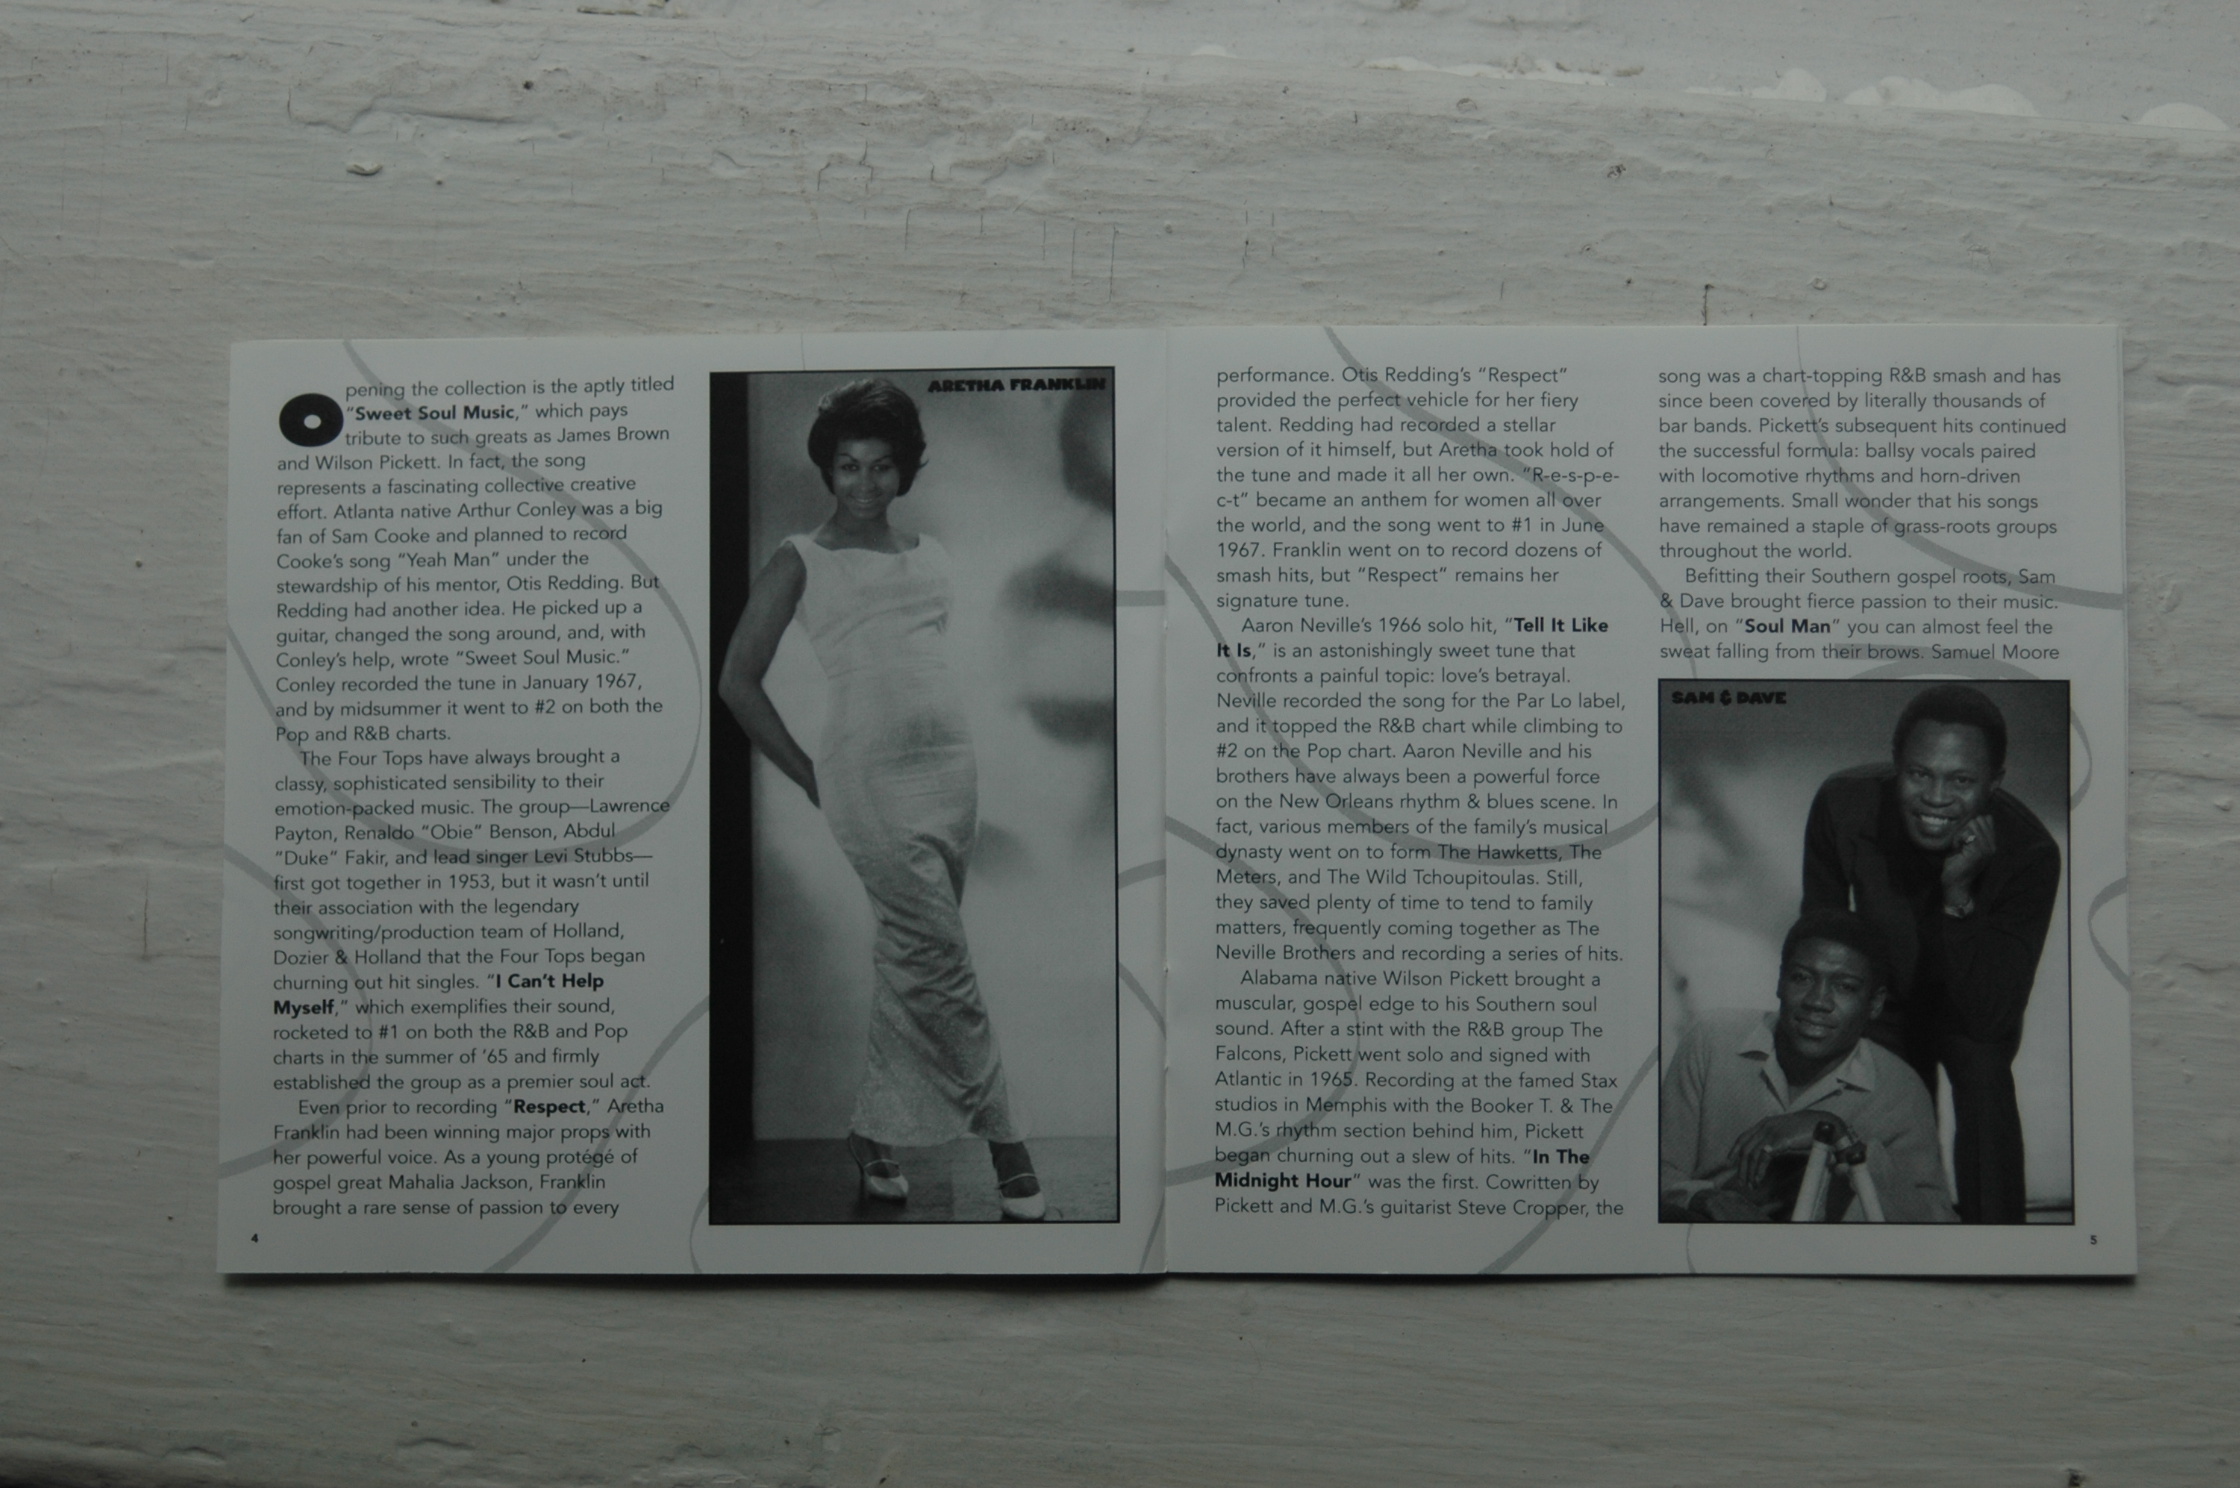 Opening the collection is the aptly titled
"Sweet Soul Music," which pays
tribute to such greats as James Brown
and Wilson Pickett. In fact, the song
represents a fascinating collective creative
effort. Atlanta native Arthur Conley was a big
fan of Sam Cooke and planned to record
Cooke's song "Yeah Man" under the
stewardship of his mentor, Otis Redding. But
Redding had another idea. He picked up a
guitar, changed the song around, and, with
Conley's help, wrote "Sweet Soul Music."
Conley recorded the tune in January 1967,
and by midsummer it went to #2 on both the
Pop and R&B charts.
The Four Tops have always brought a
classy, sophisticated sensibility to their
emotion-packed music. The group—Lawrence
Payton, Renaldo "Obie" Benson, Abdul
"Duke" Fakir, and lead singer Levi Stubbs—
first got together in 1953, but it wasn't until
their association with the legendary
songwriting/production team of Holland,
Dozier & Holland that the Four Tops began
churning out hit singles. "I Can't Help
Myself," which exemplifies their sound,
rocketed to #1 on both the R&B and Pop
charts in the summer of '65 and firmly
established the group as a premier soul act.
Even prior to recording "Respect," Aretha
Franklin had been winning major props with
her powerful voice. As a young protégé of
gospel great Mahalia Jackson, Franklin
brought a rare sense of passion to every
4
ARETHA FRANKLIN
performance. Otis Redding's "Respect"
provided the perfect vehicle for her fiery
talent. Redding had recorded a stellar
version of it himself, but Aretha took hold of
the tune and made it all her own. "R-e-s-p-e-
c-t" became an anthem for women all over
the world, and the song went to #1 in June
1967. Franklin went on to record dozens of
smash hits, but "Respect" remains her
signature tune.
Aaron Neville's 1966 solo hit, "Tell It Like
It Is," is an astonishingly sweet tune that
confronts a painful topic: love's betrayal.
Neville recorded the song for the Par Lo label,
and it topped the R&B chart while climbing to
#2 on the Pop chart. Aaron Neville and his
brothers have always been a powerful force
on the New Orleans rhythm & blues scene. In
fact, various members of the family's musical
dynasty went on to form The Hawketts, The
Meters, and The Wild Tchoupitoulas. Still,
they saved plenty of time to tend to family
matters, frequently coming together as The
Neville Brothers and recording a series of hits.
Alabama native Wilson Pickett brought a
muscular, gospel edge to his Southern soul
sound. After a stint with the R&B group The
Falcons, Pickett went solo and signed with
Atlantic in 1965. Recording at the famed Stax
studios in Memphis with the Booker T. & The
M.G.'s rhythm section behind him, Pickett
began churning out a slew of hits. "In The
Midnight Hour" was the first. Cowritten by
Pickett and M.G.'s guitarist Steve Cropper, the
song was a chart-topping R&B smash and has
since been covered by literally thousands of
bar bands. Pickett's subsequent hits continued
the successful formula: ballsy vocals paired
with locomotive rhythms and horn-driven
arrangements. Small wonder that his songs
have remained a staple of grass-roots groups
throughout the world.
Befitting their Southern gospel roots, Sam
& Dave brought fierce passion to their music.
Hell, on "Soul Man" you can almost feel the
sweat falling from their brows. Samuel Moore
SAM & DAVE
5